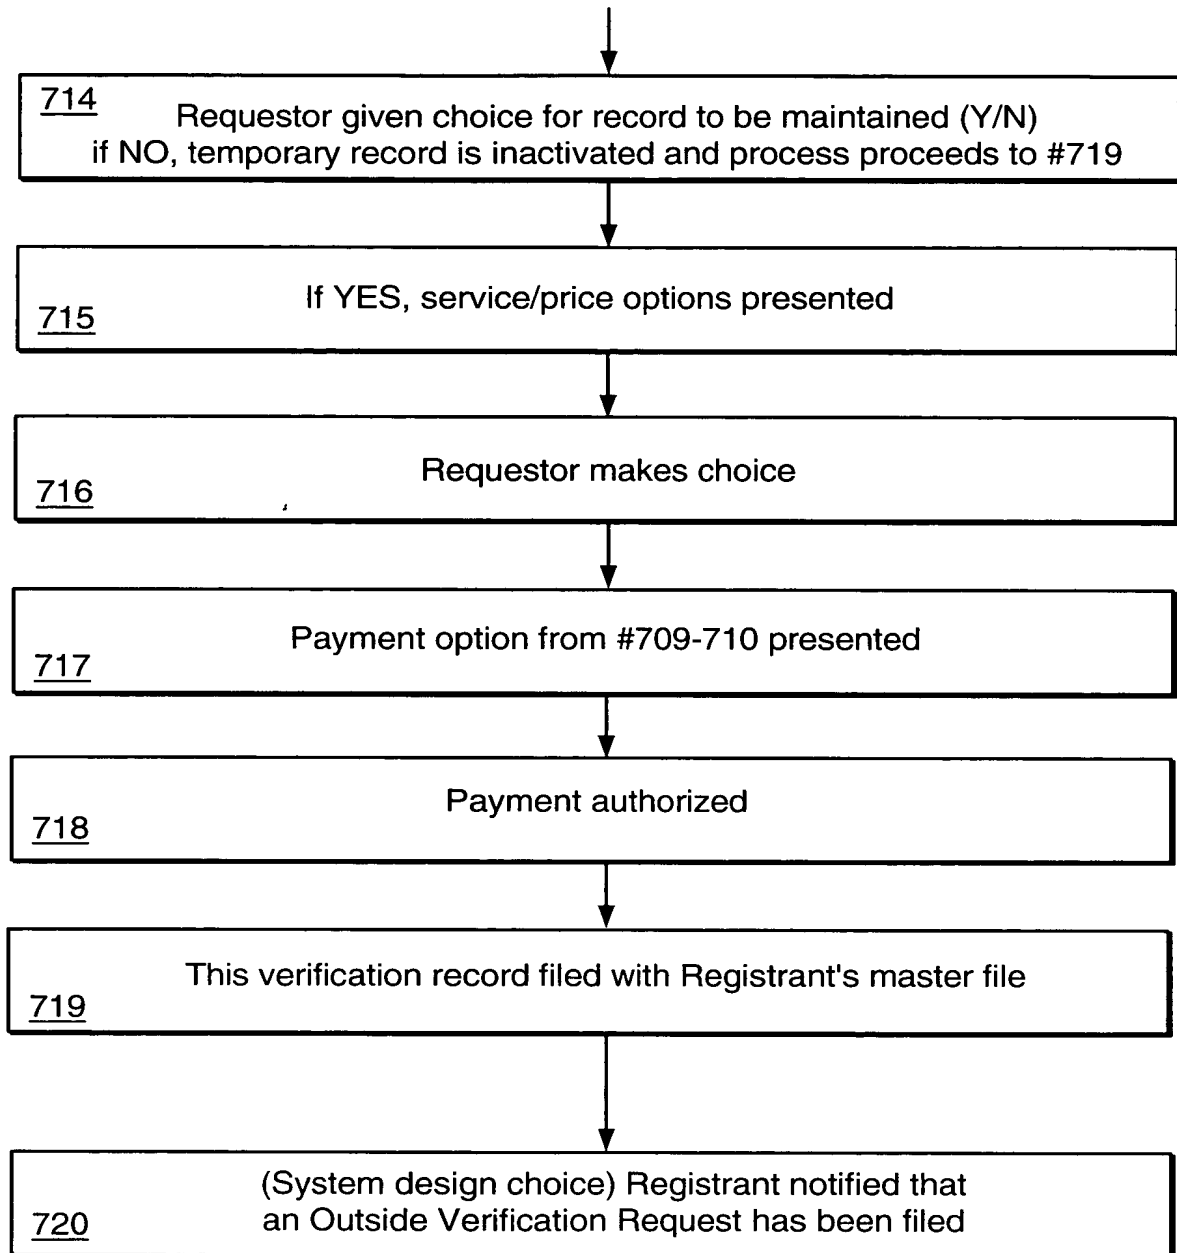 714
Requestor given choice for record to be maintained (Y/N)
if NO, temporary record is inactivated and process proceeds to #719
If YES, service/price options presented
715
Requestor makes choice
716
Payment option from #709-710 presented
717
Payment authorized
718
This verification record filed with Registrant's master file
719
(System design choice) Registrant notified that
an Outside Verification Request has been filed
720